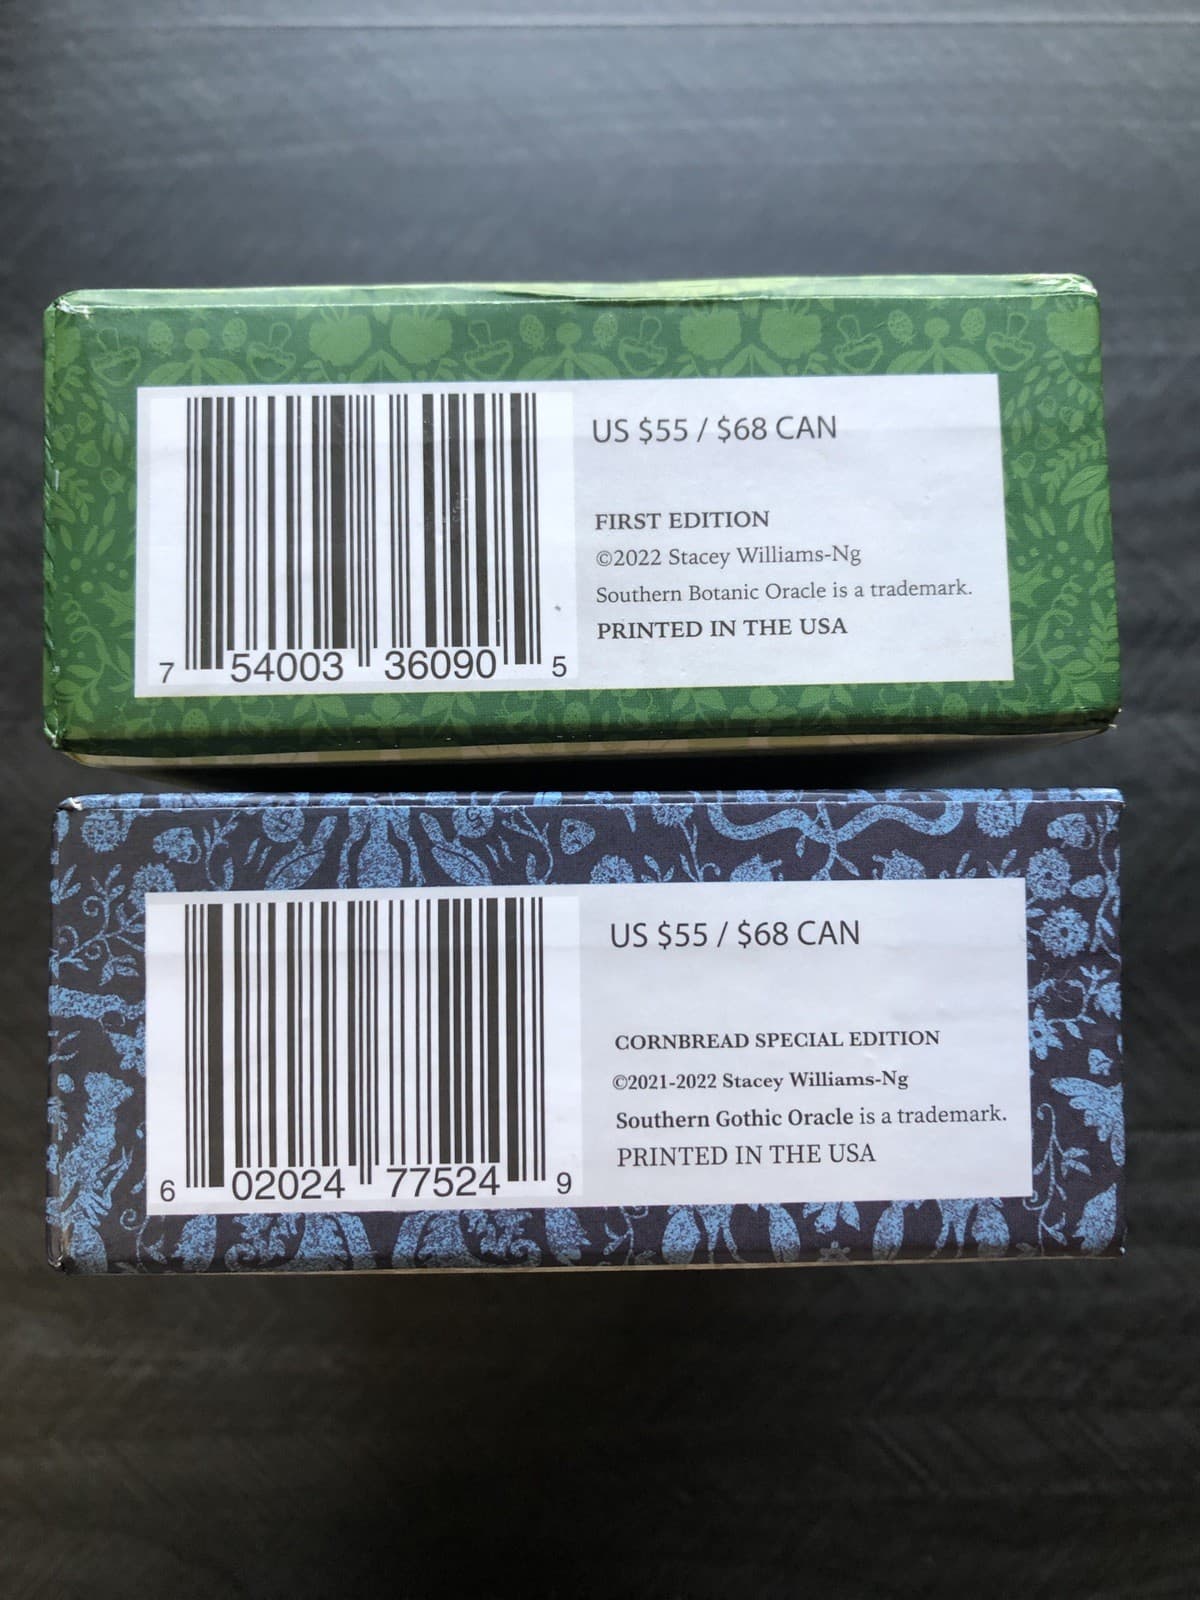 US $55 / $68 CAN
FIRST EDITION
©2022 Stacey Williams-Ng
Southern Botanic Oracle is a trademark.
PRINTED IN THE USA
7 54003 36090 5
US $55 / $68 CAN
CORNBREAD SPECIAL EDITION
©2021-2022 Stacey Williams-Ng
Southern Gothic Oracle is a trademark.
PRINTED IN THE USA
6 02024 77524 9